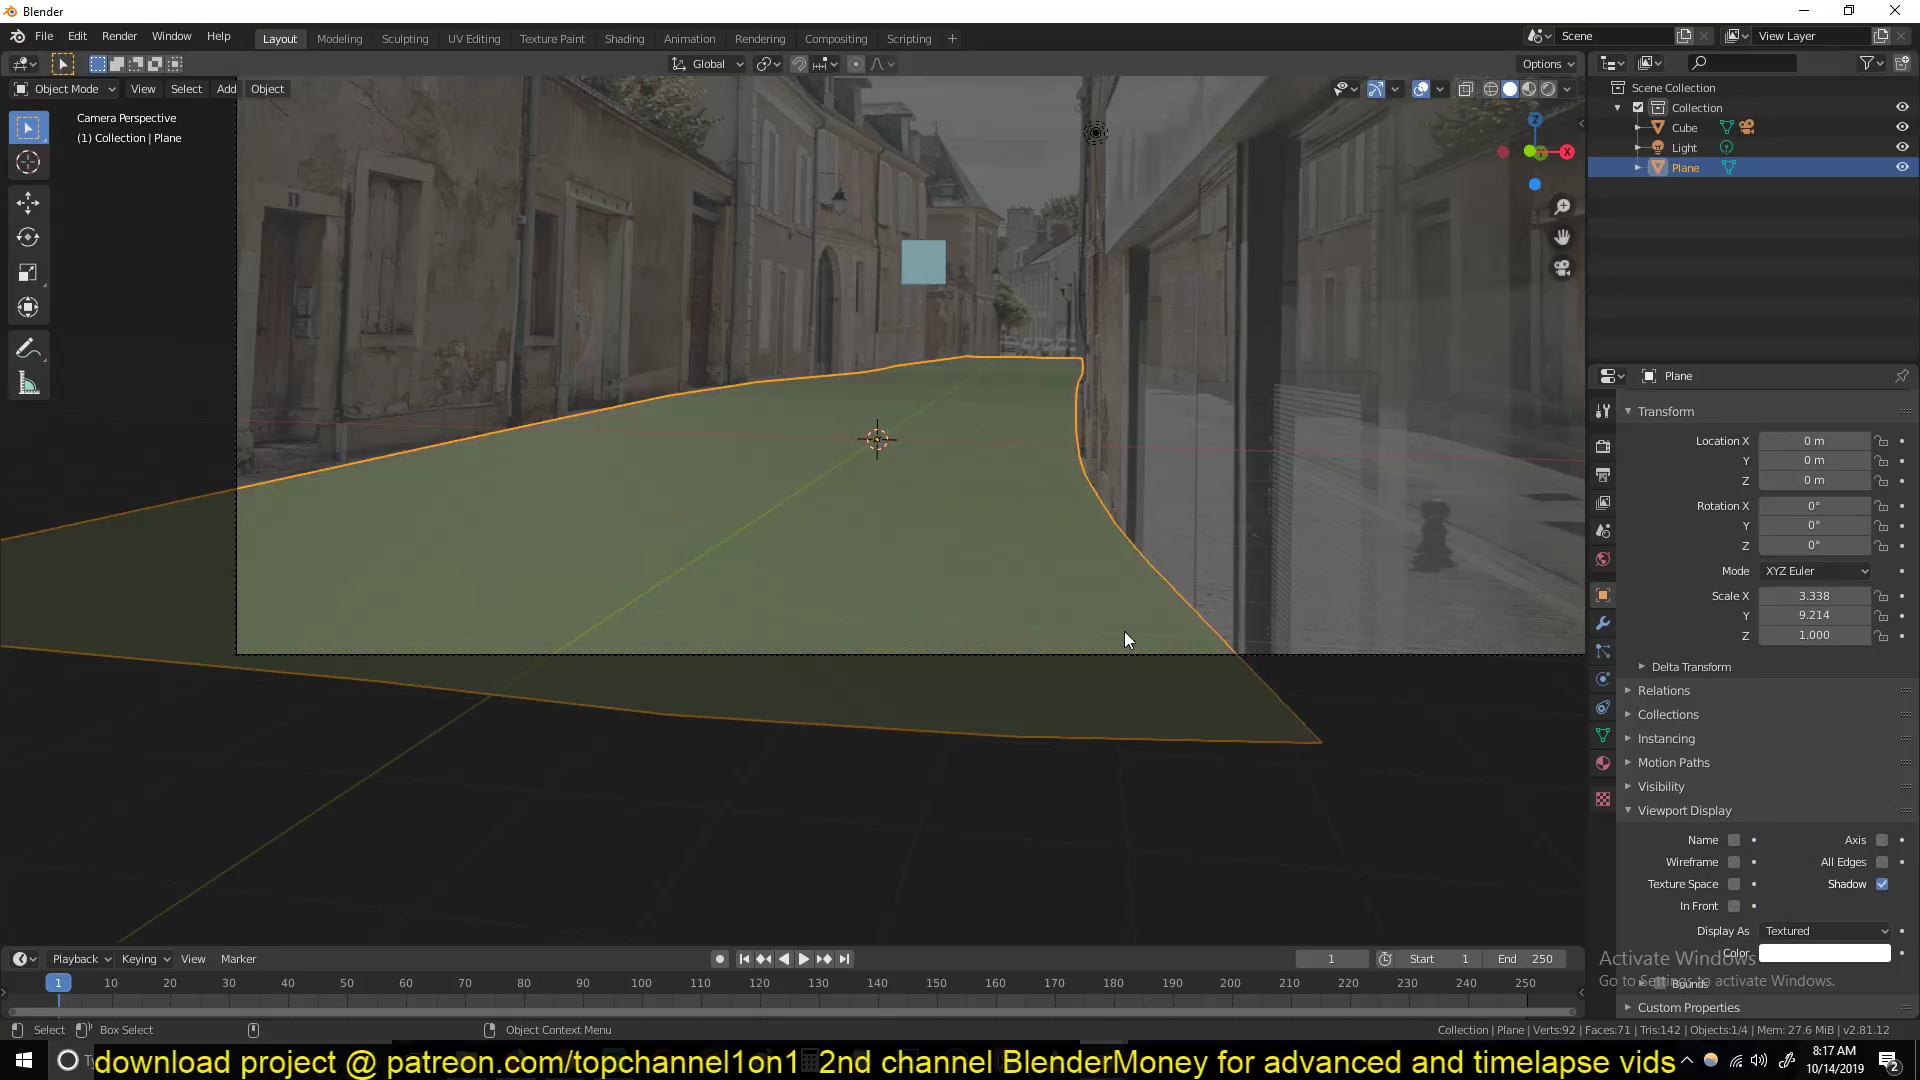 Blender
File Edit Render Window Help
Layout Modeling Sculpting UV Editing Texture Paint Shading Animation Rendering Compositing Scripting
Scene
View Layer
Global
Options
Object Mode View Select Add Object
Camera Perspective
(1) Collection | Plane
Z
X
Scene Collection
Collection
Cube
Light
Plane
Plane
Transform
Location X 0 m
Y 0 m
Z 0 m
Rotation X 0°
Y 0°
Z 0°
Mode XYZ Euler
Scale X 3.338
Y 9.214
Z 1.000
Delta Transform
Relations
Collections
Instancing
Motion Paths
Visibility
Viewport Display
Name Axis
Wireframe All Edges
Texture Space Shadow
In Front
Display As Textured
Color
Bounds
Custom Properties
Activate Windows
Go to Settings to activate Windows.
Playback Keying View Marker
1 Start 1 End 250
1 10 20 30 40 50 60 70 80 90 100 110 120 130 140 150 160 170 180 190 200 210 220 230 240 250
Select Box Select Object Context Menu
Collection | Plane | Verts:92 | Faces:71 | Tris:142 | Objects:1/4 | Mem: 27.6 MiB | v2.81.12
download project @ patreon.com/topchannel1on1 2nd channel BlenderMoney for advanced and timelapse vids
8:17 AM
10/14/2019
2